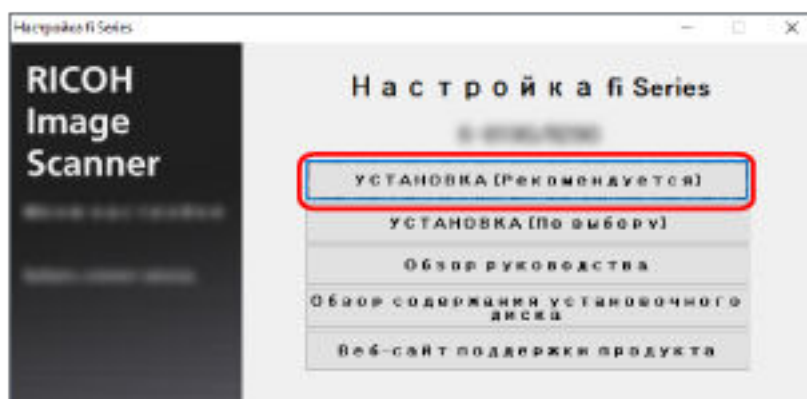 Настройка fi Series
RICOH
Image
Scanner
Настройка fi Series
УСТАНОВКА (Рекомендуется)
УСТАНОВКА (По выбору)
Обзор руководства
Обзор содержания установочного
диска
Веб-сайт поддержки продукта